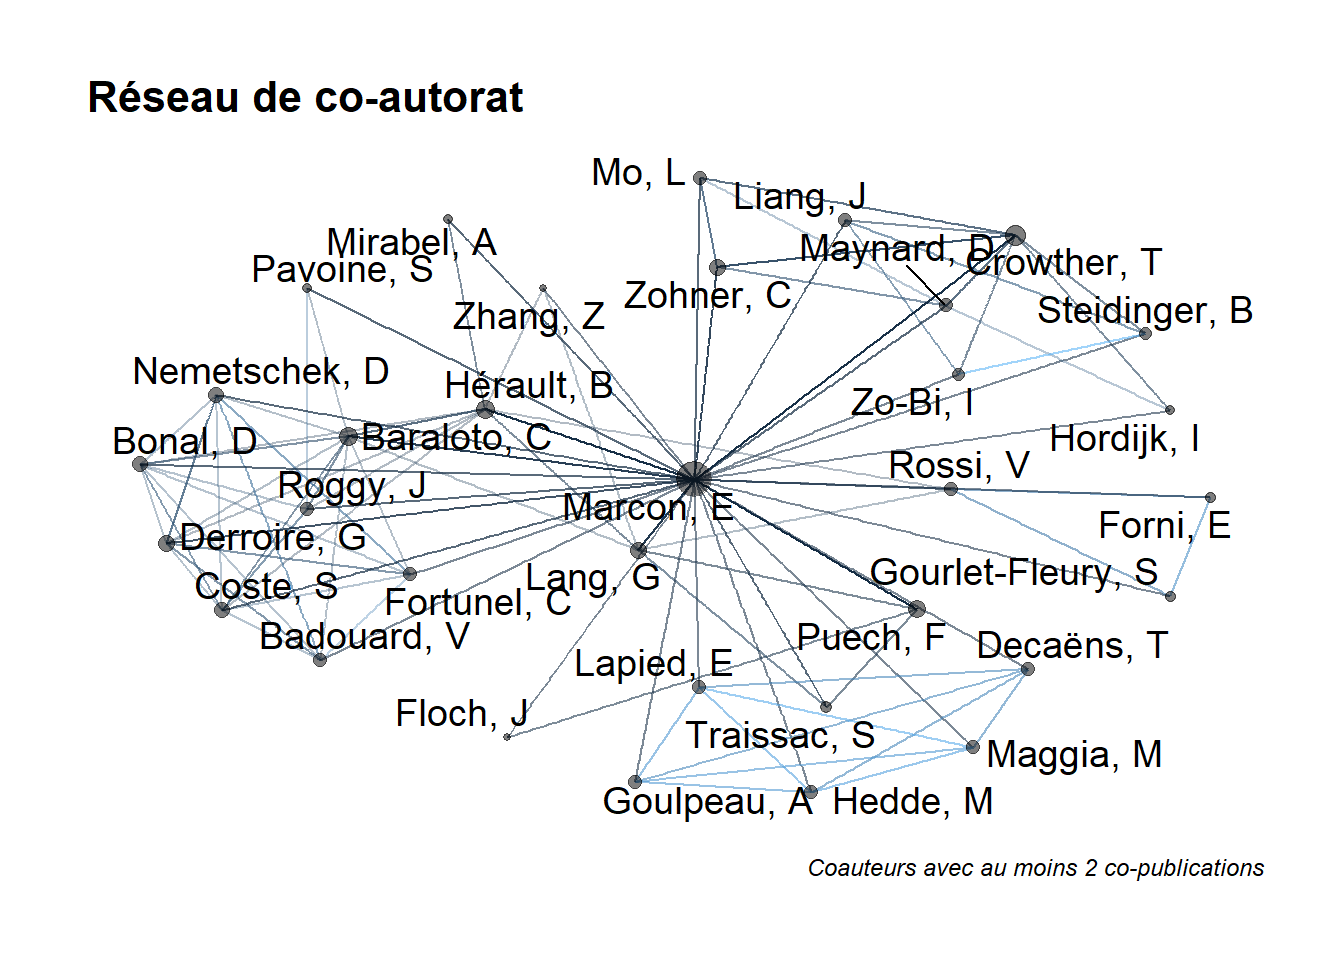 Réseau de co-autorat
Mo, L
Liang, J
Mirabel, A
Maynard, D
Pavoine, S
Crowther, T
Zohner, C
Zhang, Z
Steidinger, B
Nemetschek, D
Hérault, B
Zo-Bi, I
Bonal, D
Baraloto, C
Hordijk, I
Rossi, V
Roggy, J
Marcon, E
Forni, E
Derroire, G
Gourlet-Fleury, S
Lang, G
Coste, S
Fortunel, C
Badouard, V
Puech, F
Decaëns, T
Lapied, E
Floch, J
Traissac, S
Maggia, M
Goulpeau, A
Hedde, M
Coauteurs avec au moins 2 co-publications